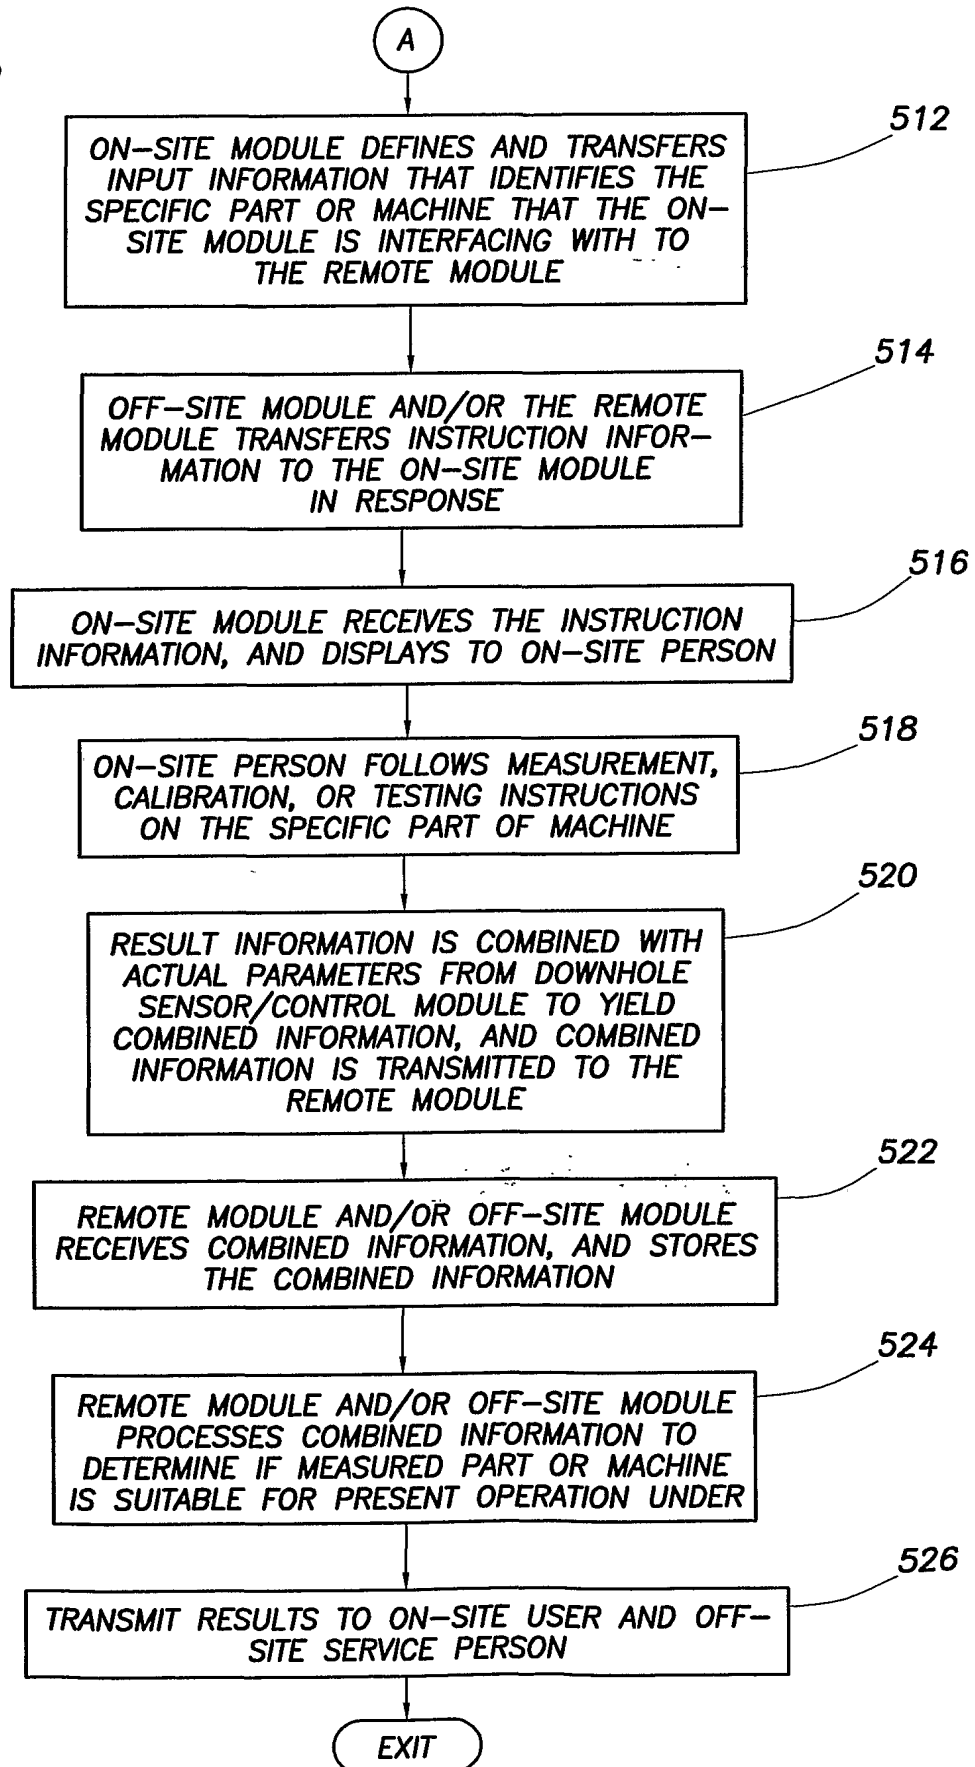 A
512
ON-SITE MODULE DEFINES AND TRANSFERS
INPUT INFORMATION THAT IDENTIFIES THE
SPECIFIC PART OR MACHINE THAT THE ON-
SITE MODULE IS INTERFACING WITH TO
THE REMOTE MODULE
514
OFF-SITE MODULE AND/OR THE REMOTE
MODULE TRANSFERS INSTRUCTION INFOR-
MATION TO THE ON-SITE MODULE
IN RESPONSE
516
ON-SITE MODULE RECEIVES THE INSTRUCTION
INFORMATION, AND DISPLAYS TO ON-SITE PERSON
518
ON-SITE PERSON FOLLOWS MEASUREMENT,
CALIBRATION, OR TESTING INSTRUCTIONS
ON THE SPECIFIC PART OF MACHINE
520
RESULT INFORMATION IS COMBINED WITH
ACTUAL PARAMETERS FROM DOWNHOLE
SENSOR/CONTROL MODULE TO YIELD
COMBINED INFORMATION, AND COMBINED
INFORMATION IS TRANSMITTED TO THE
REMOTE MODULE
522
REMOTE MODULE AND/OR OFF-SITE MODULE
RECEIVES COMBINED INFORMATION, AND STORES
THE COMBINED INFORMATION
524
REMOTE MODULE AND/OR OFF-SITE MODULE
PROCESSES COMBINED INFORMATION TO
DETERMINE IF MEASURED PART OR MACHINE
IS SUITABLE FOR PRESENT OPERATION UNDER
526
TRANSMIT RESULTS TO ON-SITE USER AND OFF-
SITE SERVICE PERSON
EXIT